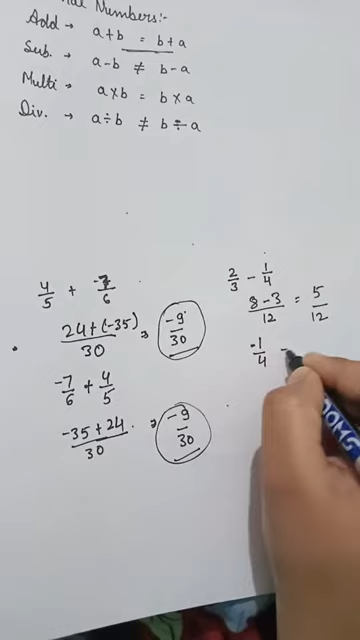 Numbers:-
Add → a+b = b+a
Sub. → a-b ≠ b-a
Multi → a×b = b×a
Div. → a÷b ≠ b÷a
4/5 + -7/6
24+(-35)/30 ⇒ -9/30
-7/6 + 4/5
-35+24/30 ⇒ -9/30
2/3 - 1/4
8-3/12 = 5/12
-1/4 -
DOMS